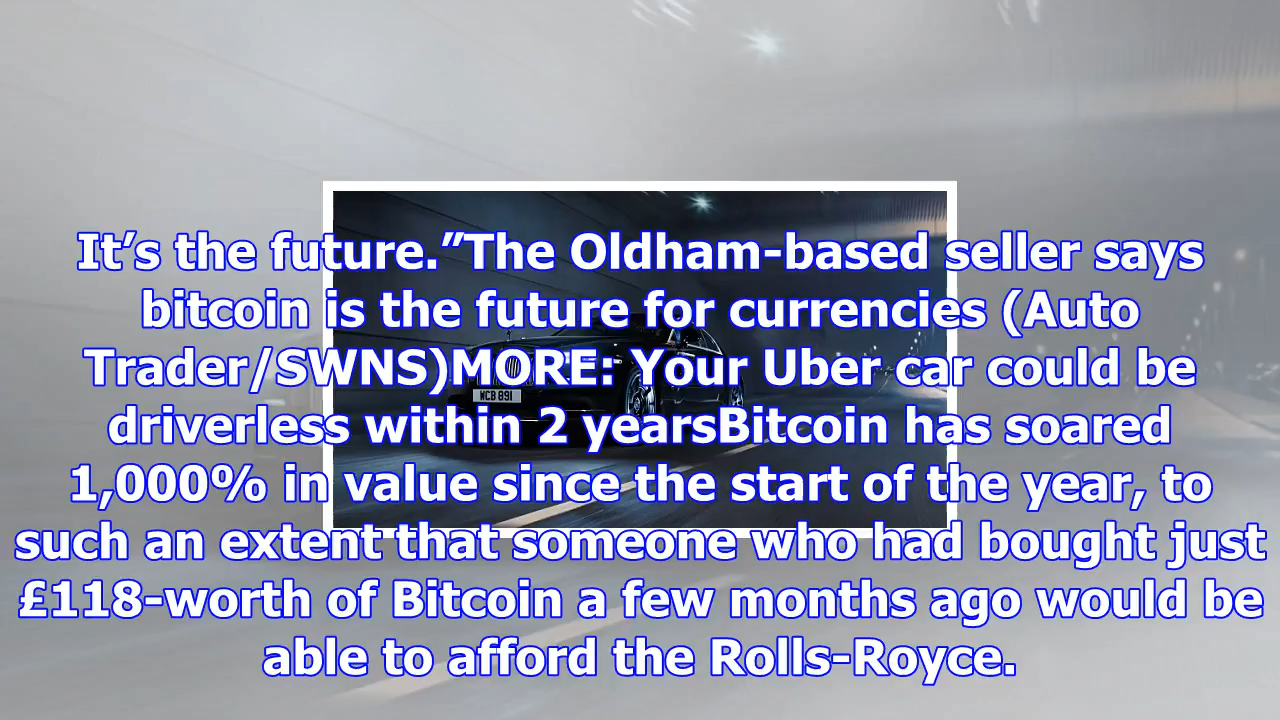 It’s the future.”The Oldham-based seller says
bitcoin is the future for currencies (Auto
Trader/SWNS)MORE: Your Uber car could be
driverless within 2 yearsBitcoin has soared
1,000% in value since the start of the year, to
such an extent that someone who had bought just
£118-worth of Bitcoin a few months ago would be
able to afford the Rolls-Royce.
WCB 891